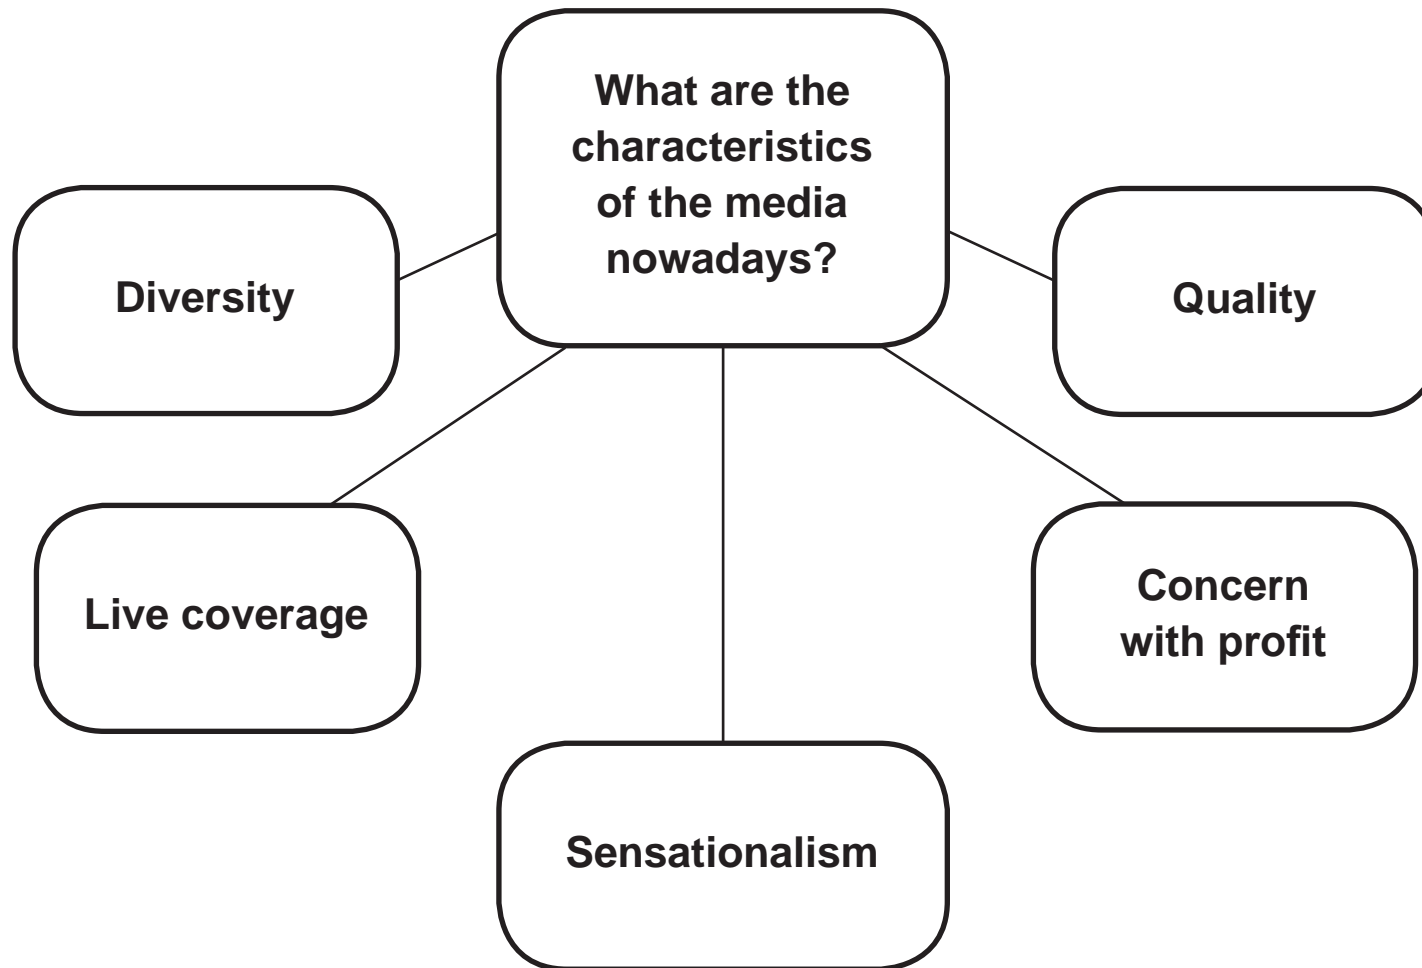 What are the
characteristics
of the media
nowadays?
Diversity
Quality
Live coverage
Concern
with profit
Sensationalism